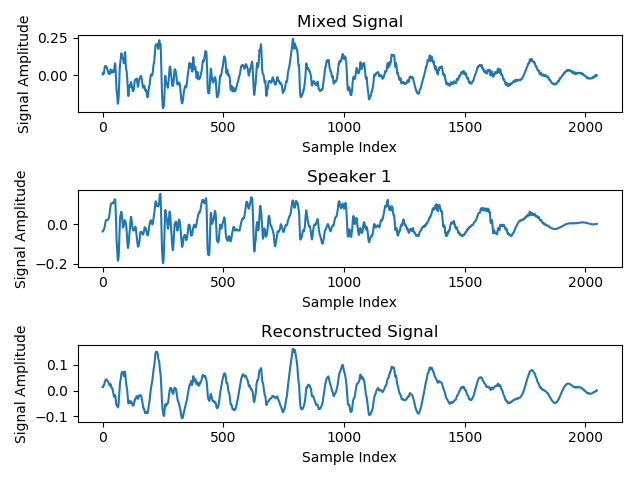 Mixed Signal
Signal Amplitude
0.25
0.00
0
500
1000
1500
2000
Sample Index
Speaker 1
Signal Amplitude
0.0
−0.2
0
500
1000
1500
2000
Sample Index
Reconstructed Signal
Signal Amplitude
0.1
0.0
−0.1
0
500
1000
1500
2000
Sample Index